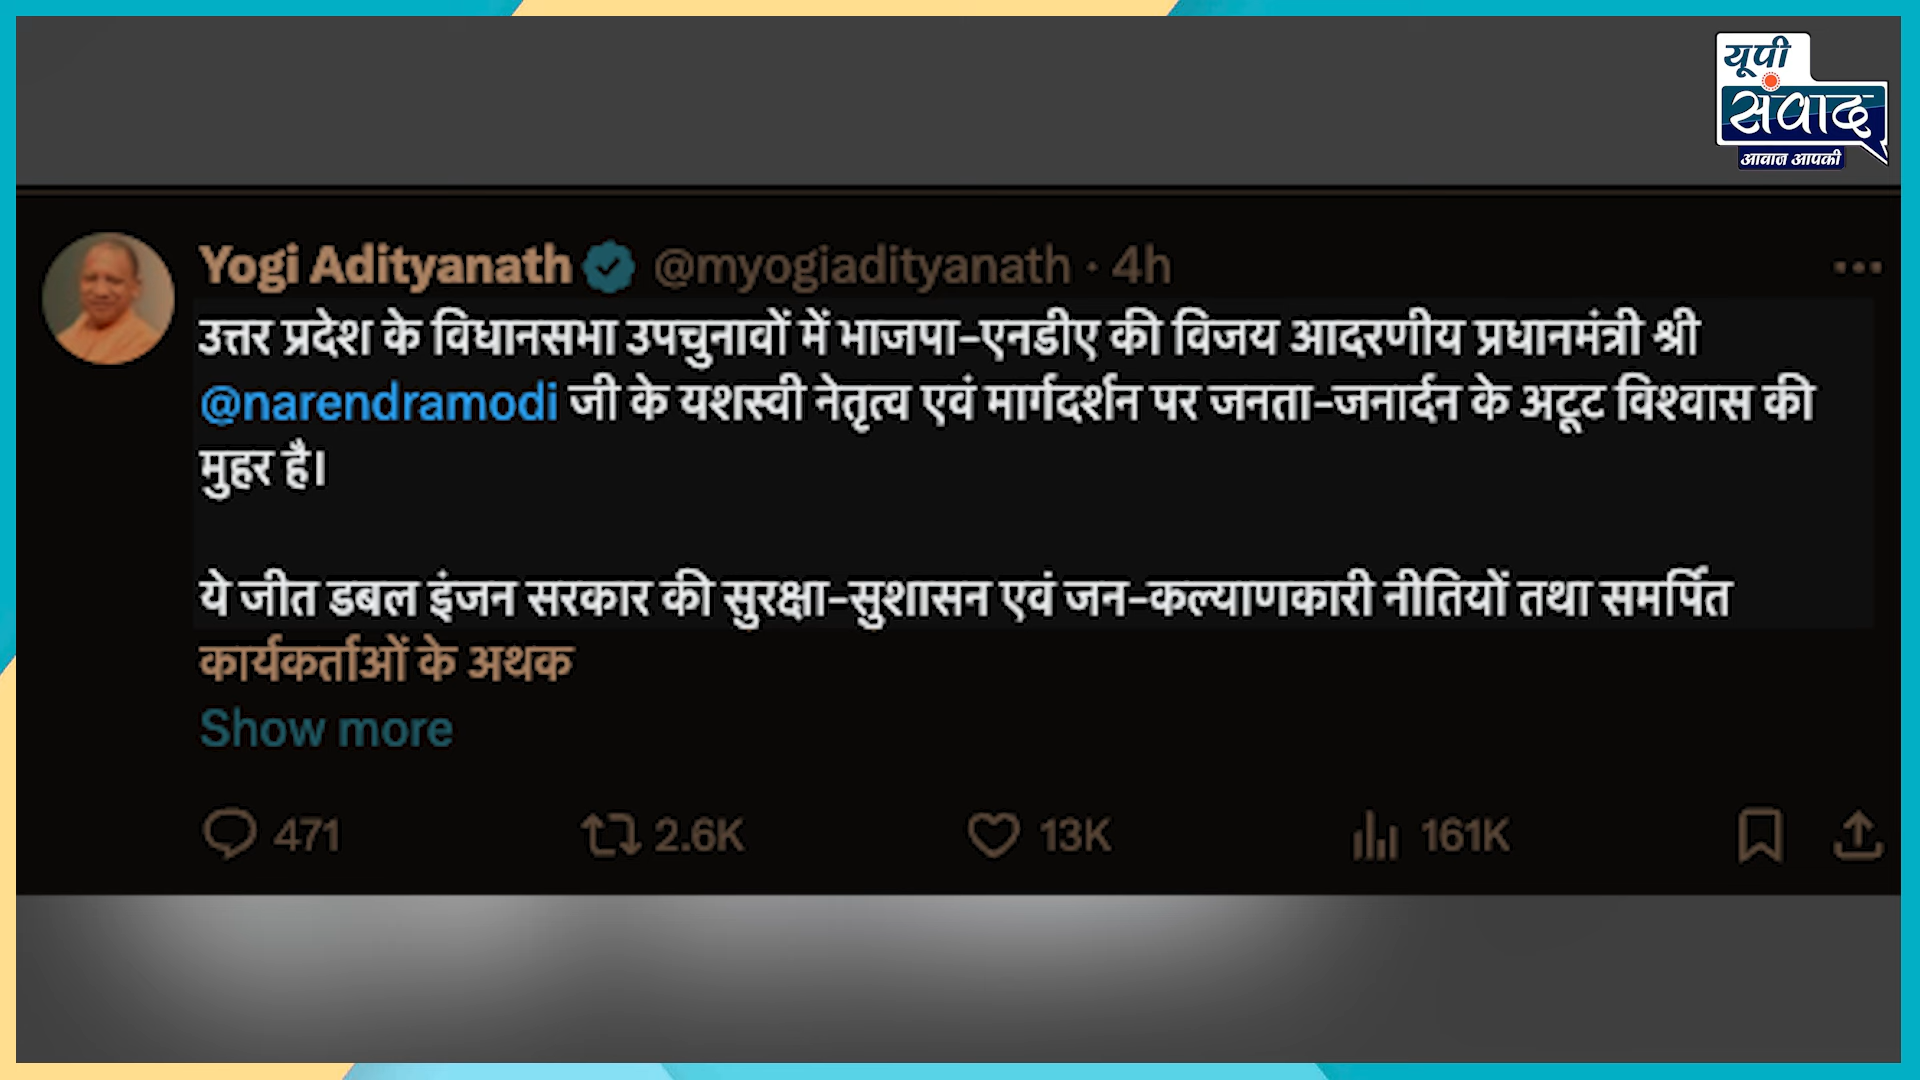 यूपी
संवाद
आवाज आपकी
Yogi Adityanath @myogiadityanath · 4h
उत्तर प्रदेश के विधानसभा उपचुनावों में भाजपा-एनडीए की विजय आदरणीय प्रधानमंत्री श्री
@narendramodi जी के यशस्वी नेतृत्व एवं मार्गदर्शन पर जनता-जनार्दन के अटूट विश्वास की
मुहर है।
ये जीत डबल इंजन सरकार की सुरक्षा-सुशासन एवं जन-कल्याणकारी नीतियों तथा समर्पित
कार्यकर्ताओं के अथक
Show more
471 2.6K 13K 161K